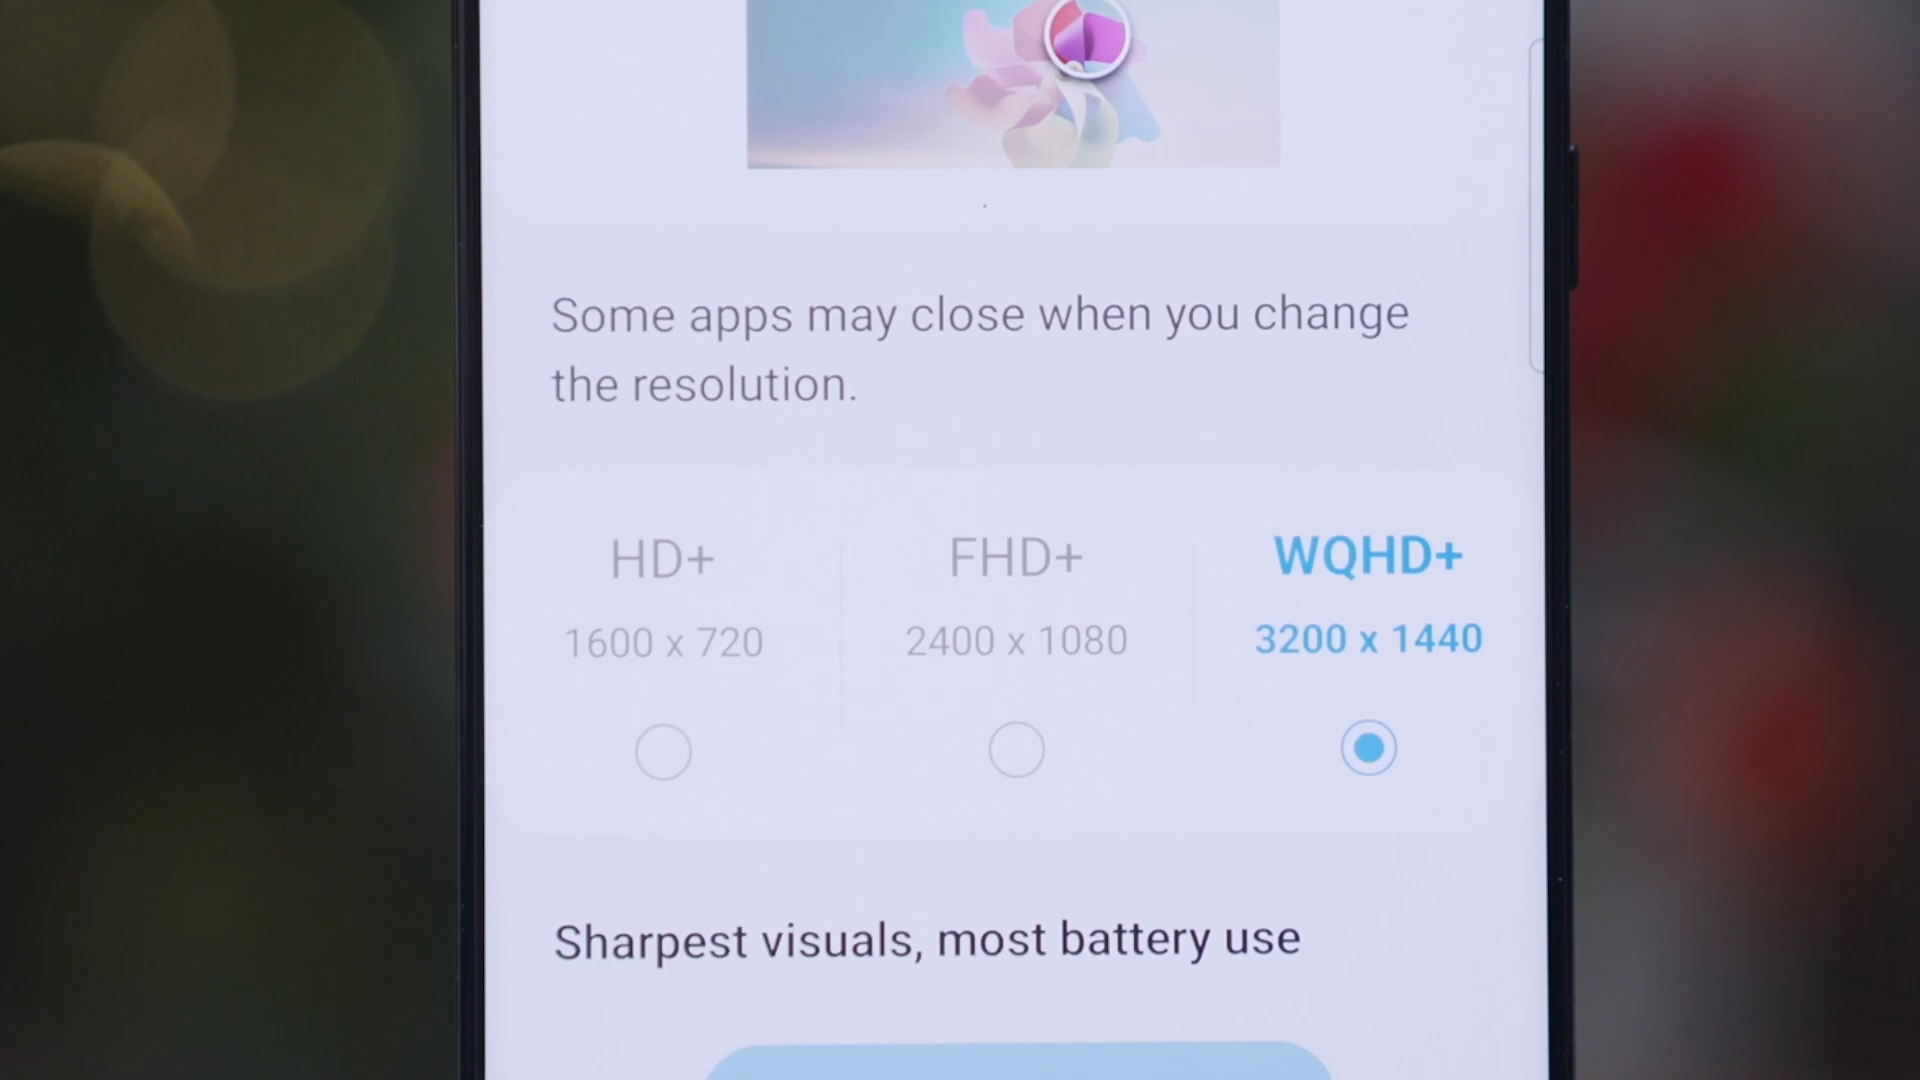 Some apps may close when you change
the resolution.
HD+ FHD+ WQHD+
1600 x 720 2400 x 1080 3200 x 1440
Sharpest visuals, most battery use